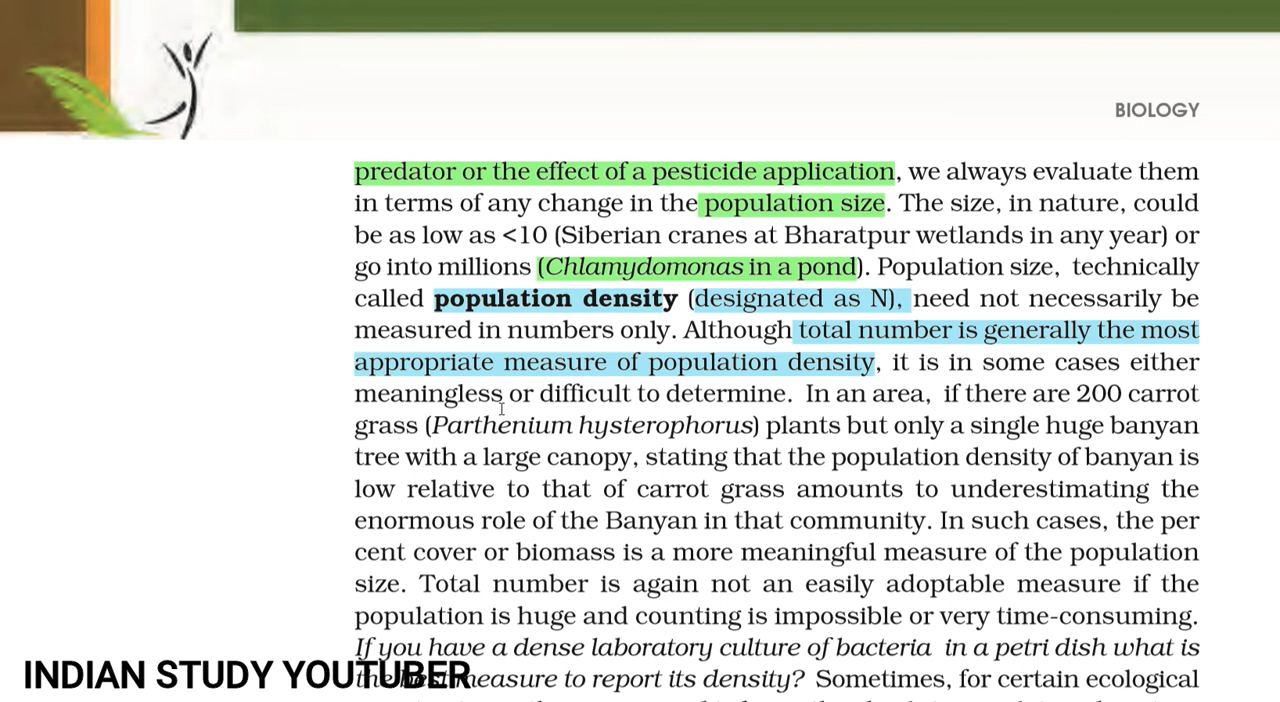 BIOLOGY
predator or the effect of a pesticide application, we always evaluate them
in terms of any change in the population size. The size, in nature, could
be as low as <10 (Siberian cranes at Bharatpur wetlands in any year) or
go into millions (Chlamydomonas in a pond). Population size, technically
called population density (designated as N), need not necessarily be
measured in numbers only. Although total number is generally the most
appropriate measure of population density, it is in some cases either
meaningless or difficult to determine. In an area, if there are 200 carrot
grass (Parthenium hysterophorus) plants but only a single huge banyan
tree with a large canopy, stating that the population density of banyan is
low relative to that of carrot grass amounts to underestimating the
enormous role of the Banyan in that community. In such cases, the per
cent cover or biomass is a more meaningful measure of the population
size. Total number is again not an easily adoptable measure if the
population is huge and counting is impossible or very time-consuming.
If you have a dense laboratory culture of bacteria in a petri dish what is
the best measure to report its density? Sometimes, for certain ecological
INDIAN STUDY YOUTUBER